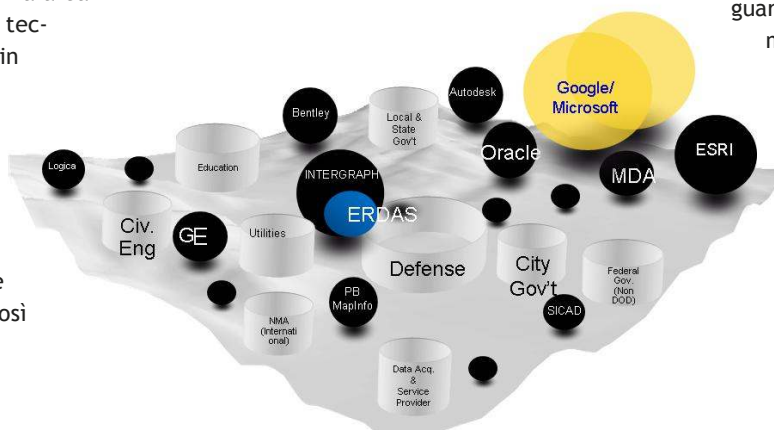 tec-
in
guar
Google/
Microsoft
Autodesk
Bentley
Local &
State
Gov't
Oracle
ESRI
Logica
Education
INTERGRAPH
MDA
ERDAS
Civ.
Eng
GE
Utilities
Defense
City
Gov't
Federal
Gov.
(Non
DOD)
e
osì
PB
MapInfo
NMA
(Internati
onal)
SICAD
Data Acq.
&
Service
Provider